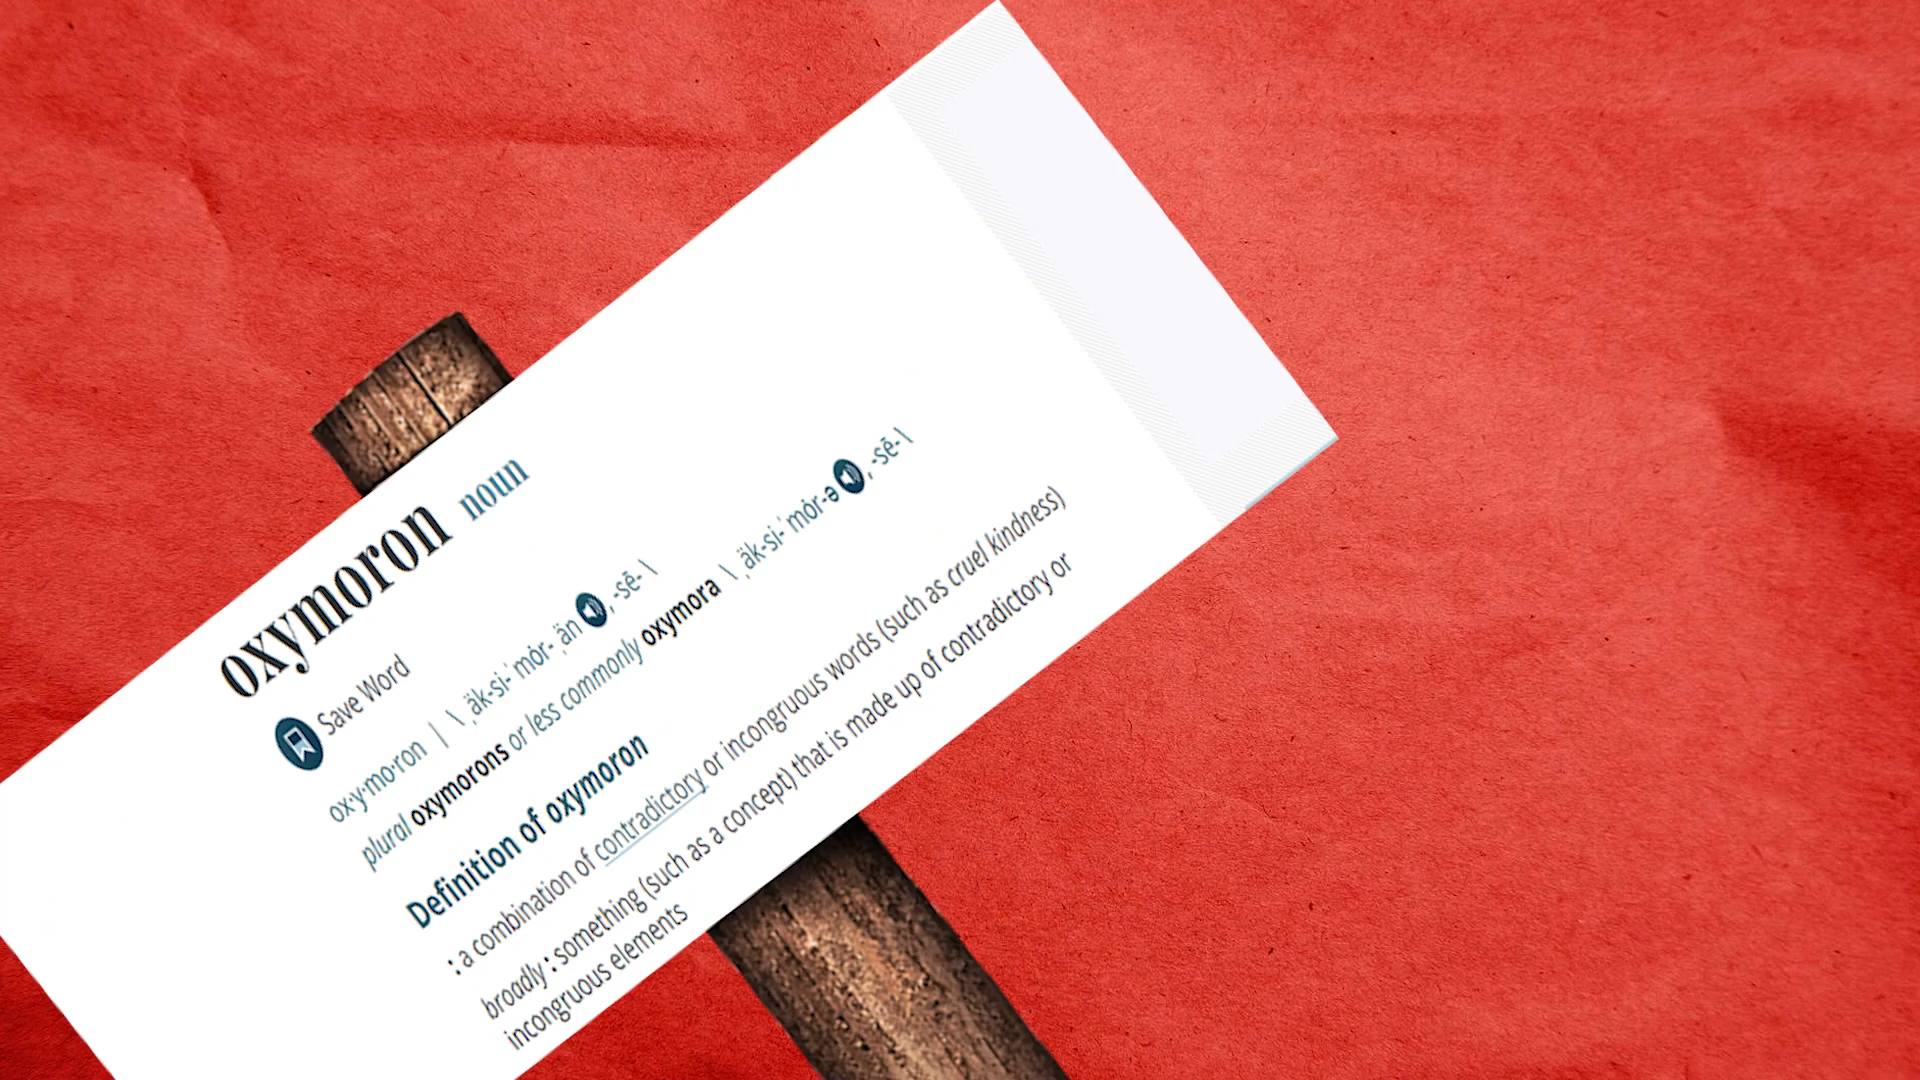 oxymoron noun
Save Word
ox·y·mo·ron | \ ˌäk-si-ˈmȯr-ˌän , -sē- \
plural oxymorons or less commonly oxymora \ ˌäk-si-ˈmȯr-ə , -sē- \
Definition of oxymoron
: a combination of contradictory or incongruous words (such as cruel kindness)
broadly : something (such as a concept) that is made up of contradictory or
incongruous elements